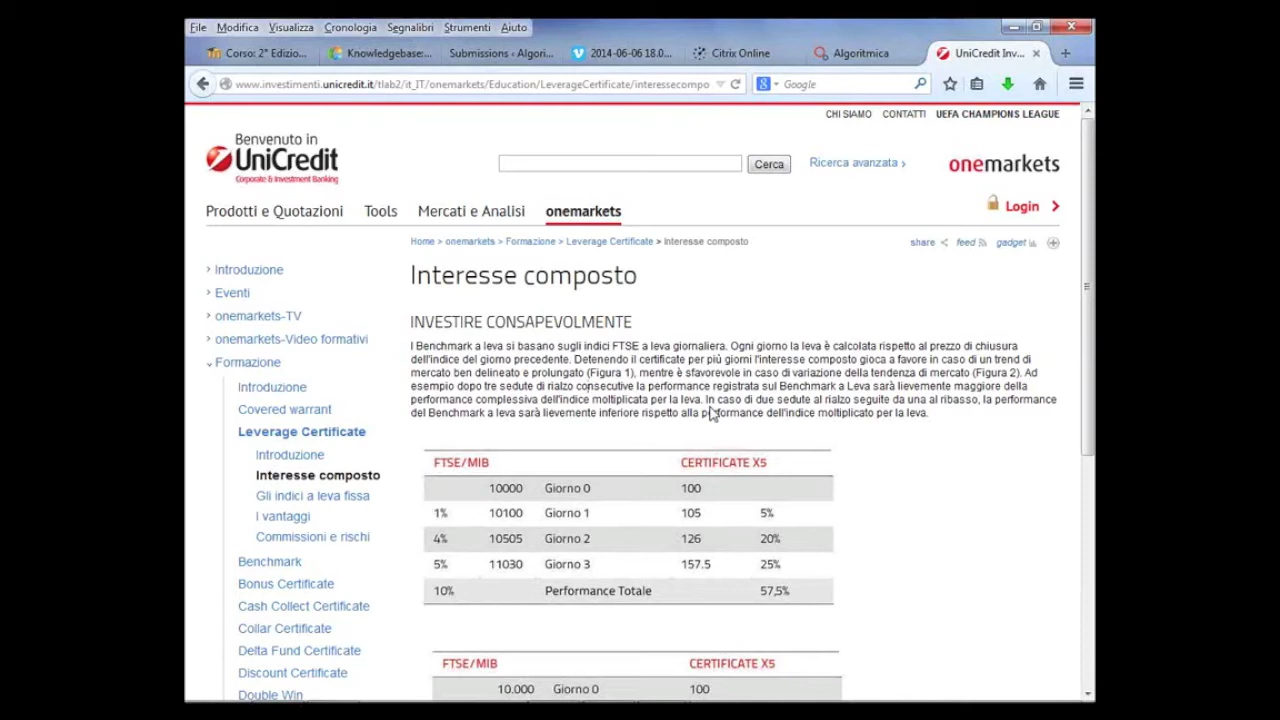 File Modifica Visualizza Cronologia Segnalibri Strumenti Aiuto
Corso: 2° Edizio... Knowledgebase:... Submissions ‹ Algori... 2014-06-06 18.0... Citrix Online Algoritmica UniCredit Inv...
www.investimenti.unicredit.it/tlab2/it_IT/onemarkets/Education/LeverageCertificate/interessecompo Google
CHI SIAMO CONTATTI UEFA CHAMPIONS LEAGUE
Benvenuto in
UniCredit
Corporate & Investment Banking
Cerca Ricerca avanzata ›
onemarkets
Prodotti e Quotazioni Tools Mercati e Analisi onemarkets
Login
Home > onemarkets > Formazione > Leverage Certificate > Interesse composto
share feed gadget
Introduzione
Eventi
onemarkets-TV
onemarkets-Video formativi
Formazione
Introduzione
Covered warrant
Leverage Certificate
Introduzione
Interesse composto
Gli indici a leva fissa
I vantaggi
Commissioni e rischi
Benchmark
Bonus Certificate
Cash Collect Certificate
Collar Certificate
Delta Fund Certificate
Discount Certificate
Double Win
Interesse composto
INVESTIRE CONSAPEVOLMENTE
I Benchmark a leva si basano sugli indici FTSE a leva giornaliera. Ogni giorno la leva è calcolata rispetto al prezzo di chiusura
dell'indice del giorno precedente. Detenendo il certificate per più giorni l'interesse composto gioca a favore in caso di un trend di
mercato ben delineato e prolungato (Figura 1), mentre è sfavorevole in caso di variazione della tendenza di mercato (Figura 2). Ad
esempio dopo tre sedute di rialzo consecutive la performance registrata sul Benchmark a Leva sarà lievemente maggiore della
performance complessiva dell'indice moltiplicata per la leva. In caso di due sedute al rialzo seguite da una al ribasso, la performance
del Benchmark a leva sarà lievemente inferiore rispetto alla performance dell'indice moltiplicato per la leva.
FTSE/MIB CERTIFICATE X5
10000 Giorno 0 100
1% 10100 Giorno 1 105 5%
4% 10505 Giorno 2 126 20%
5% 11030 Giorno 3 157.5 25%
10% Performance Totale 57,5%
FTSE/MIB CERTIFICATE X5
10.000 Giorno 0 100